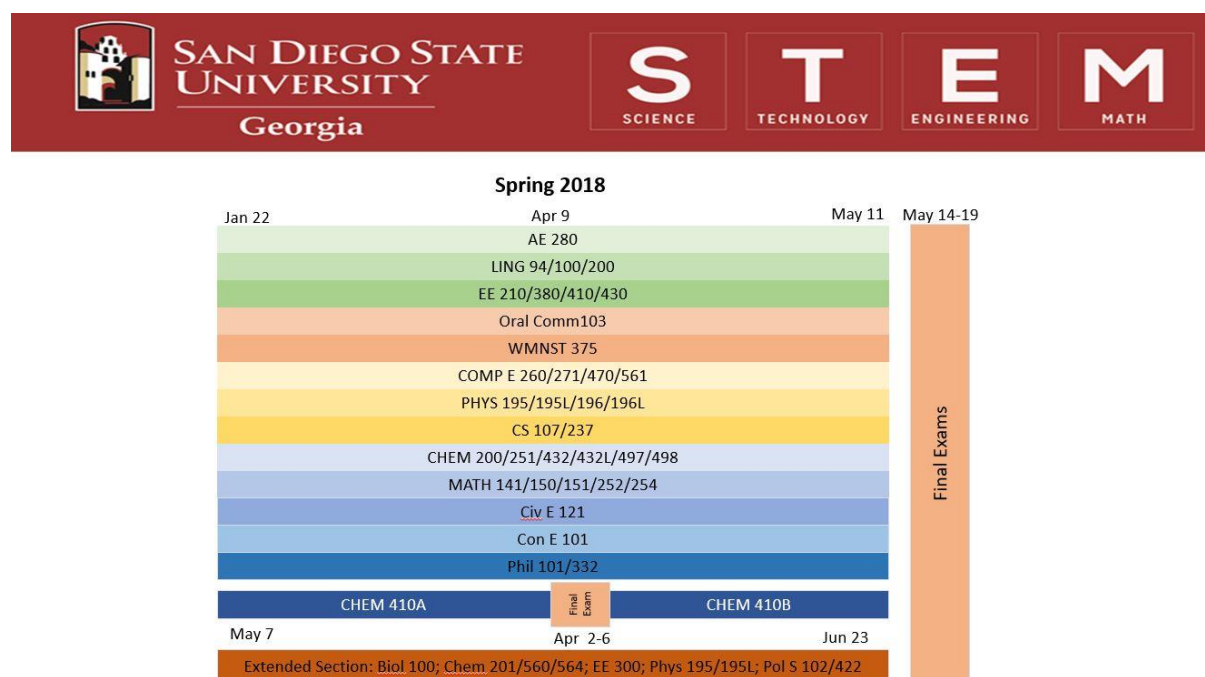 SAN DIEGO STATE
UNIVERSITY
Georgia
S T E M
SCIENCE TECHNOLOGY ENGINEERING MATH
Spring 2018
Jan 22 Apr 9 May 11 May 14-19
AE 280
LING 94/100/200
EE 210/380/410/430
Oral Comm103
WMNST 375
COMP E 260/271/470/561
PHYS 195/195L/196/196L
CS 107/237
CHEM 200/251/432/432L/497/498
MATH 141/150/151/252/254
Civ E 121
Con E 101
Phil 101/332
Final Exams
CHEM 410A Final Exam CHEM 410B
May 7 Apr 2-6 Jun 23
Extended Section: Biol 100; Chem 201/560/564; EE 300; Phys 195/195L; Pol S 102/422